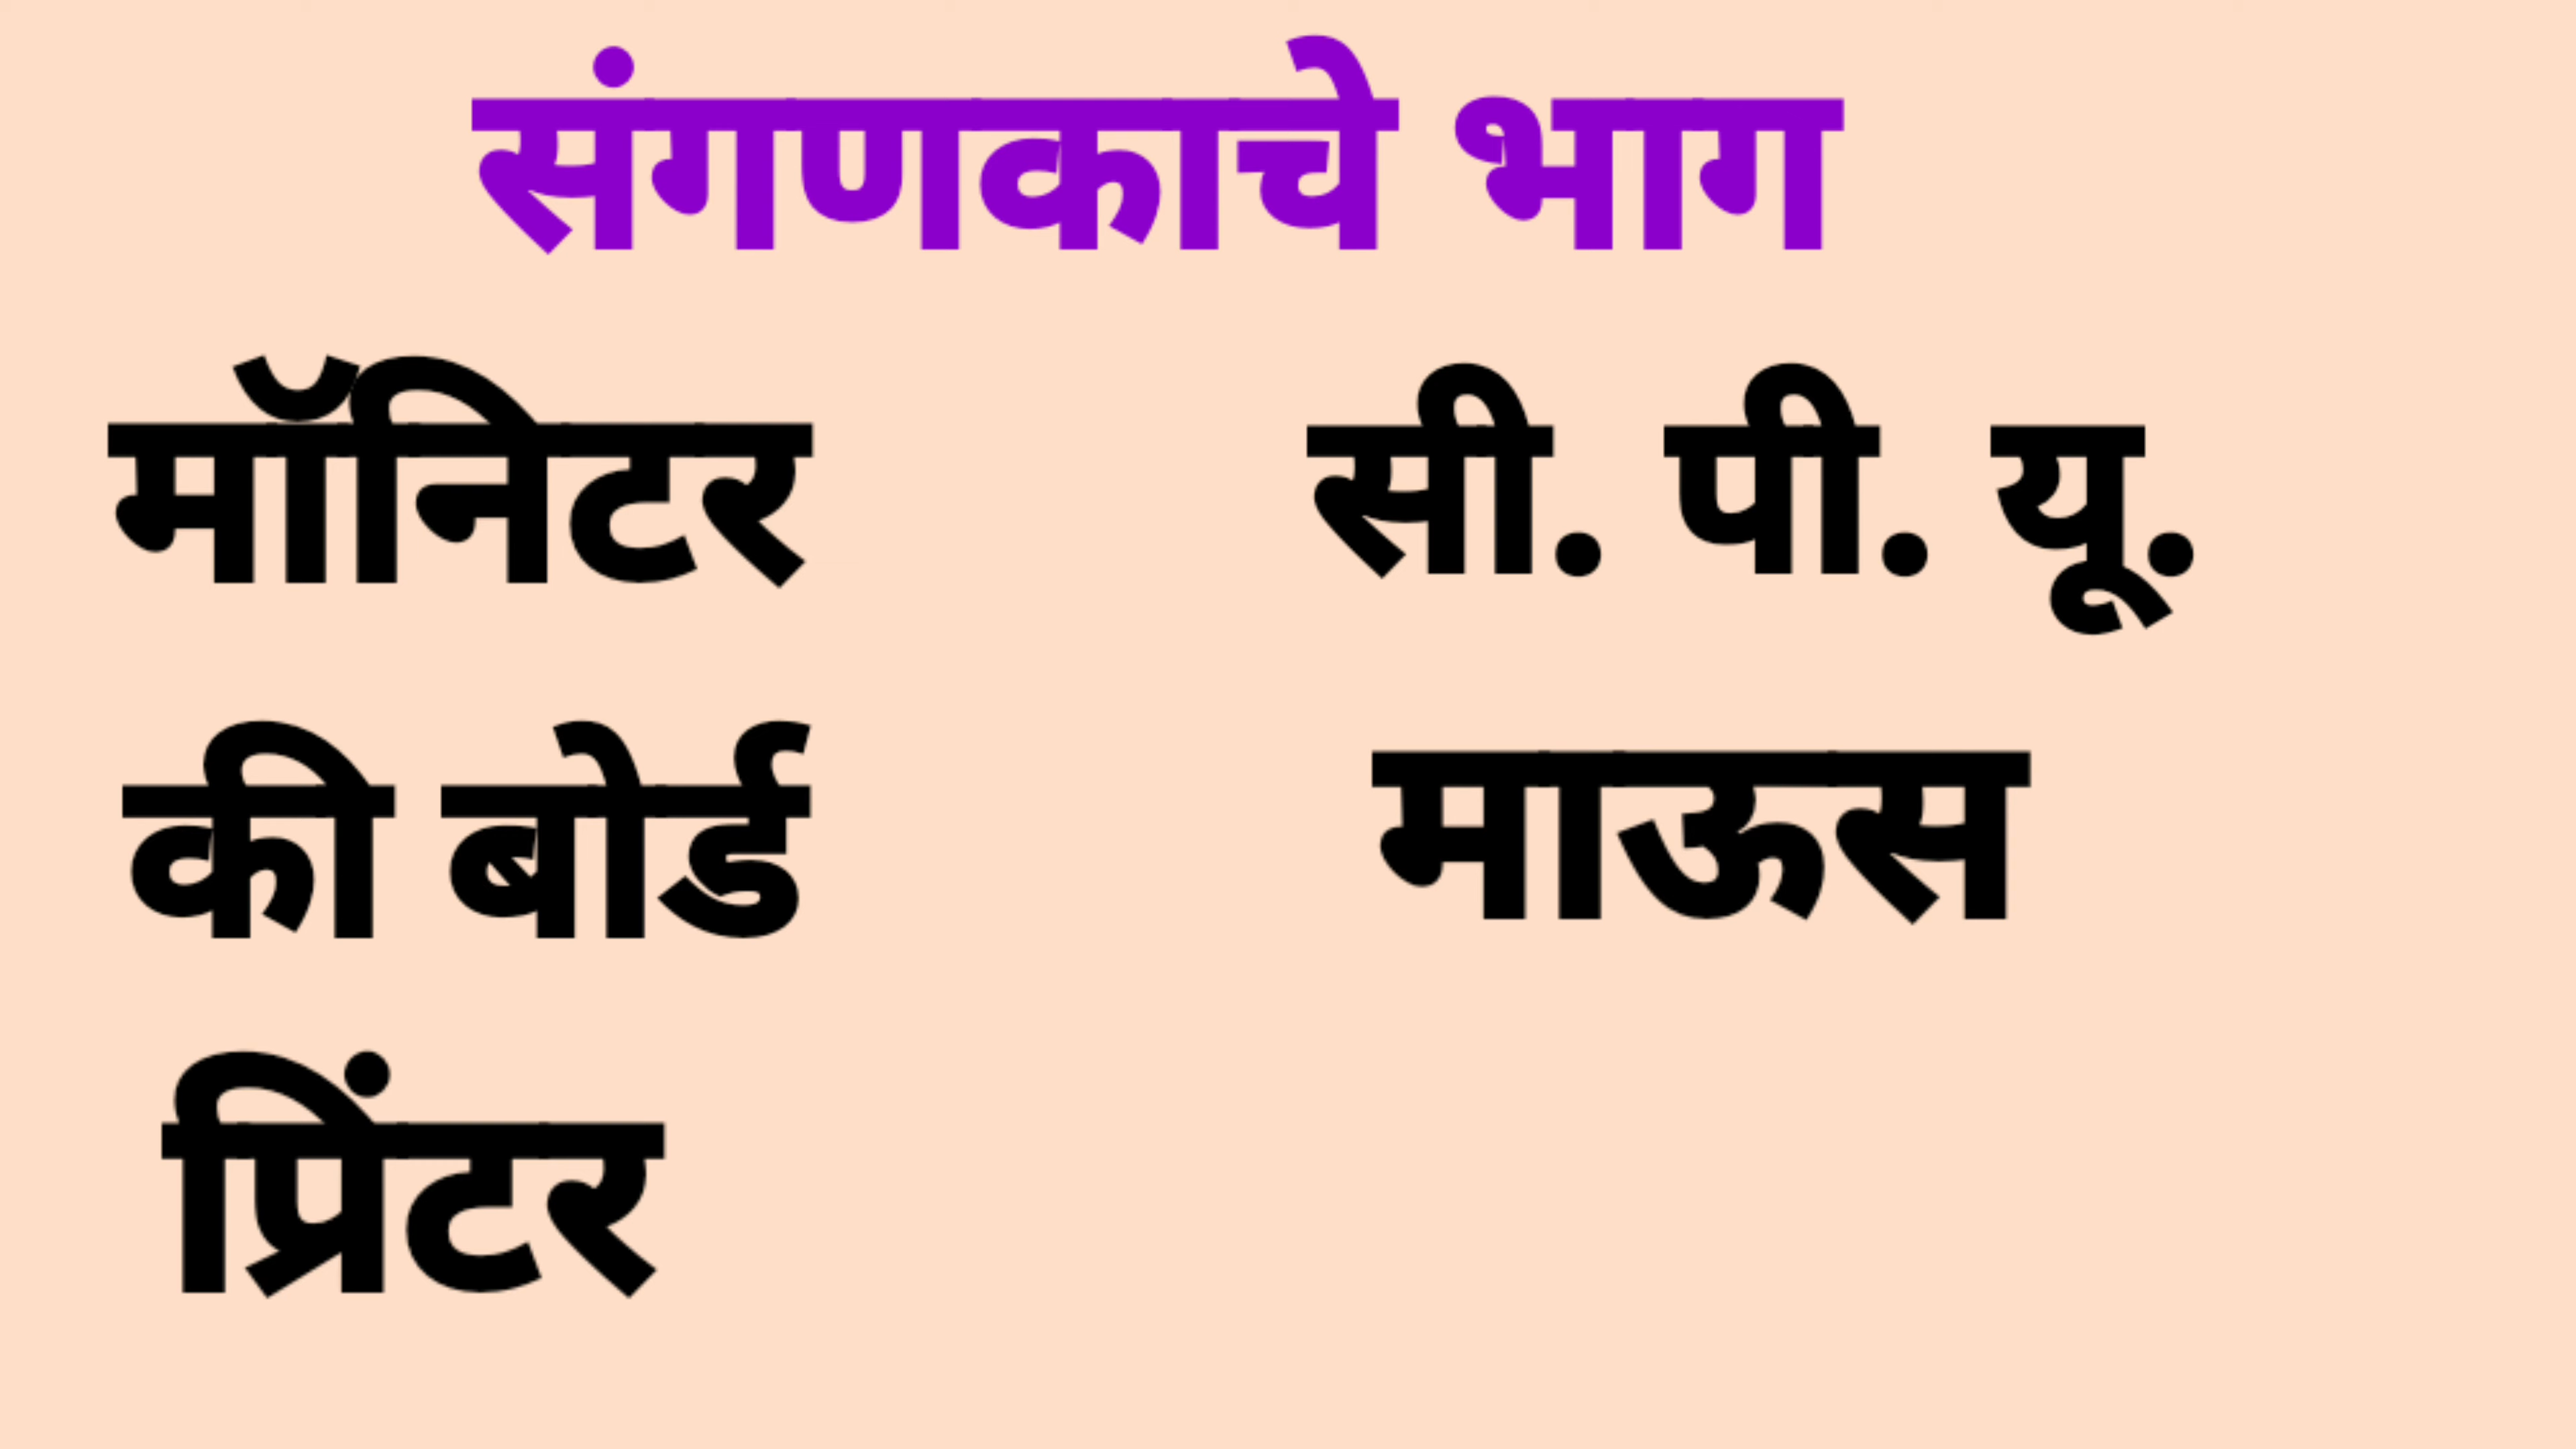 संगणकाचे भाग
मॉनिटर सी. पी. यू.
की बोर्ड माऊस
प्रिंटर